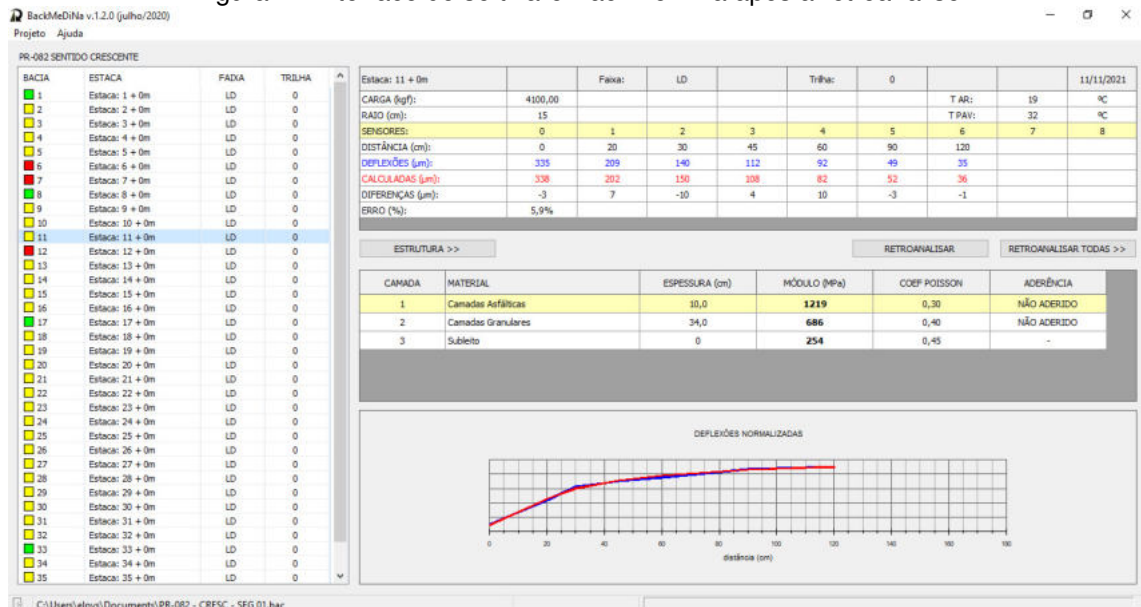 BackMeDiNa v.1.2.0 (julho/2020)
Projeto Ajuda
PR-082 SENTIDO CRESCENTE
BACIA ESTACA FAIXA TRILHA
1 Estaca: 1 + 0m LD 0
2 Estaca: 2 + 0m LD 0
3 Estaca: 3 + 0m LD 0
4 Estaca: 4 + 0m LD 0
5 Estaca: 5 + 0m LD 0
6 Estaca: 6 + 0m LD 0
7 Estaca: 7 + 0m LD 0
8 Estaca: 8 + 0m LD 0
9 Estaca: 9 + 0m LD 0
10 Estaca: 10 + 0m LD 0
11 Estaca: 11 + 0m LD 0
12 Estaca: 12 + 0m LD 0
13 Estaca: 13 + 0m LD 0
14 Estaca: 14 + 0m LD 0
15 Estaca: 15 + 0m LD 0
16 Estaca: 16 + 0m LD 0
17 Estaca: 17 + 0m LD 0
18 Estaca: 18 + 0m LD 0
19 Estaca: 19 + 0m LD 0
20 Estaca: 20 + 0m LD 0
21 Estaca: 21 + 0m LD 0
22 Estaca: 22 + 0m LD 0
23 Estaca: 23 + 0m LD 0
24 Estaca: 24 + 0m LD 0
25 Estaca: 25 + 0m LD 0
26 Estaca: 26 + 0m LD 0
27 Estaca: 27 + 0m LD 0
28 Estaca: 28 + 0m LD 0
29 Estaca: 29 + 0m LD 0
30 Estaca: 30 + 0m LD 0
31 Estaca: 31 + 0m LD 0
32 Estaca: 32 + 0m LD 0
33 Estaca: 33 + 0m LD 0
34 Estaca: 34 + 0m LD 0
35 Estaca: 35 + 0m LD 0
Estaca: 11 + 0m Faixa: LD Trilha: 0 11/11/2021
CARGA (kgf): 4100,00 T AR: 19 ºC
RAIO (cm): 15 T PAV: 32 ºC
SENSORES: 0 1 2 3 4 5 6 7 8
DISTÂNCIA (cm): 0 20 30 45 60 90 120
DEFLEXÕES (µm): 335 209 140 112 92 49 35
CALCULADAS (µm): 338 202 150 108 82 52 36
DIFERENÇAS (µm): -3 7 -10 4 10 -3 -1
ERRO (%): 5,9%
ESTRUTURA >> RETROANALISAR RETROANALISAR TODAS >>
CAMADA MATERIAL ESPESSURA (cm) MÓDULO (MPa) COEF POISSON ADERÊNCIA
1 Camadas Asfálticas 10,0 1219 0,30 NÃO ADERIDO
2 Camadas Granulares 34,0 686 0,40 NÃO ADERIDO
3 Subleito 0 254 0,45 -
DEFLEXÕES NORMALIZADAS
0 20 40 60 80 100 120 140 160 180
distância (cm)
C:\Users\eloys\Documents\PR-082 - CRESC - SEG 01.bac